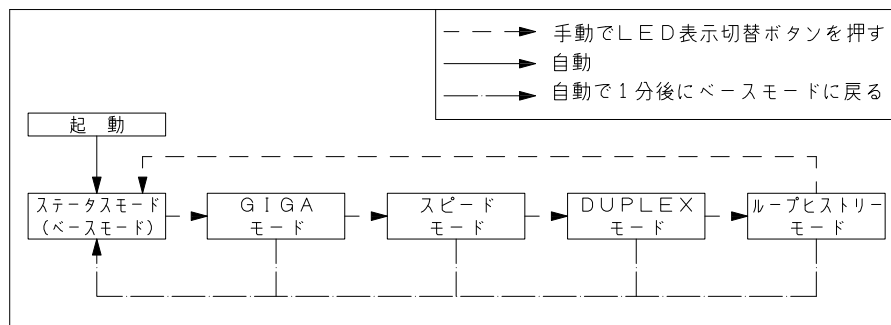 手動でLED表示切替ボタンを押す
自動
自動で1分後にベースモードに戻る
起 動
ステータスモード
(ベースモード)
GIGA
モード
スピード
モード
DUPLEX
モード
ループヒストリー
モード